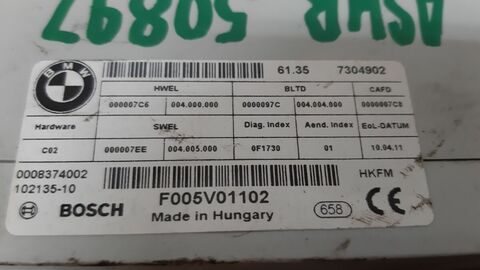 ASHR 50897
BMW
61.35 7304902
HWEL BLTD CAFD
000007C6 004.000.000 0000097C 004.004.000 000007C8
Hardware SWEL Diag. Index Aend. Index EoL-DATUM
C02 000007EE 004.005.000 0F1730 01 10.04.11
0008374002 HKFM
102135-10
BOSCH F005V01102
Made in Hungary 658